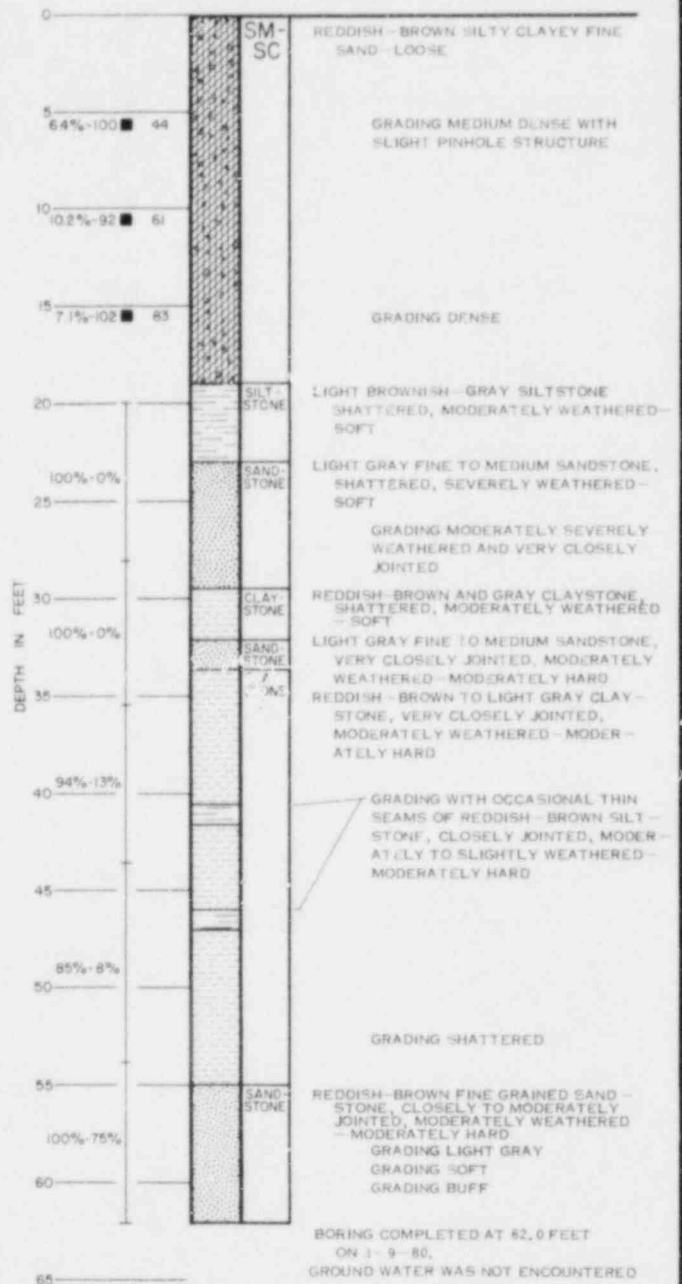 0
SM-
SC
REDDISH-BROWN SILTY CLAYEY FINE
SAND-LOOSE
5
6.4%-100 ■ 44
GRADING MEDIUM DENSE WITH
SLIGHT PINHOLE STRUCTURE
10
10.2%-92 ■ 61
15
7.1%-102 ■ 83
GRADING DENSE
SILT-
STONE
LIGHT BROWNISH-GRAY SILTSTONE
SHATTERED, MODERATELY WEATHERED-
SOFT
20
SAND-
STONE
LIGHT GRAY FINE TO MEDIUM SANDSTONE,
SHATTERED, SEVERELY WEATHERED-
SOFT
100%-0%
25
GRADING MODERATELY SEVERELY
WEATHERED AND VERY CLOSELY
JOINTED
30
CLAY-
STONE
REDDISH-BROWN AND GRAY CLAYSTONE,
SHATTERED, MODERATELY WEATHERED
-SOFT
100%-0%
SAND-
STONE
LIGHT GRAY FINE TO MEDIUM SANDSTONE,
VERY CLOSELY JOINTED, MODERATELY
WEATHERED-MODERATELY HARD
DEPTH IN FEET
35
REDDISH-BROWN TO LIGHT GRAY CLAY-
STONE, VERY CLOSELY JOINTED,
MODERATELY WEATHERED-MODER-
ATELY HARD
94%-13%
40
GRADING WITH OCCASIONAL THIN
SEAMS OF REDDISH-BROWN SILT-
STONE, CLOSELY JOINTED, MODER-
ATELY TO SLIGHTLY WEATHERED-
MODERATELY HARD
45
85%-8%
50
GRADING SHATTERED
55
SAND-
STONE
REDDISH-BROWN FINE GRAINED SAND-
STONE, CLOSELY TO MODERATELY
JOINTED, MODERATELY WEATHERED
-MODERATELY HARD
100%-75%
GRADING LIGHT GRAY
GRADING SOFT
GRADING BUFF
60
BORING COMPLETED AT 62.0 FEET
ON 1-9-80.
GROUND WATER WAS NOT ENCOUNTERED
65